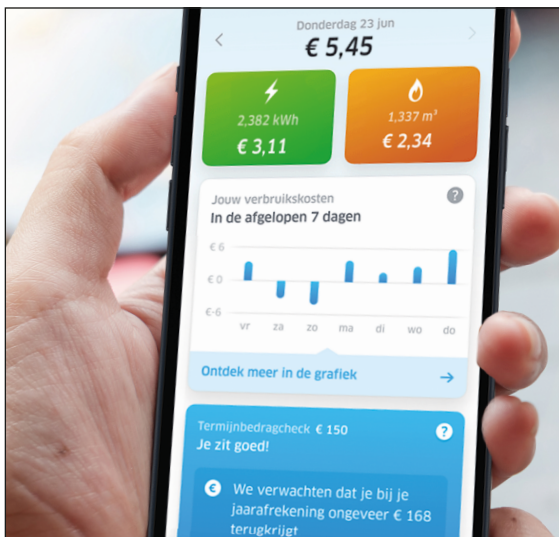 Donderdag 23 jun
€ 5,45
2,382 kWh
€ 3,11
1,337 m³
€ 2,34
Jouw verbruikskosten
?
In de afgelopen 7 dagen
€ 6
€ 0
€-6
vr za zo ma di wo do
Ontdek meer in de grafiek →
Termijnbedragcheck € 150
?
Je zit goed!
€
We verwachten dat je bij je
jaarafrekening ongeveer € 168
terugkrijgt